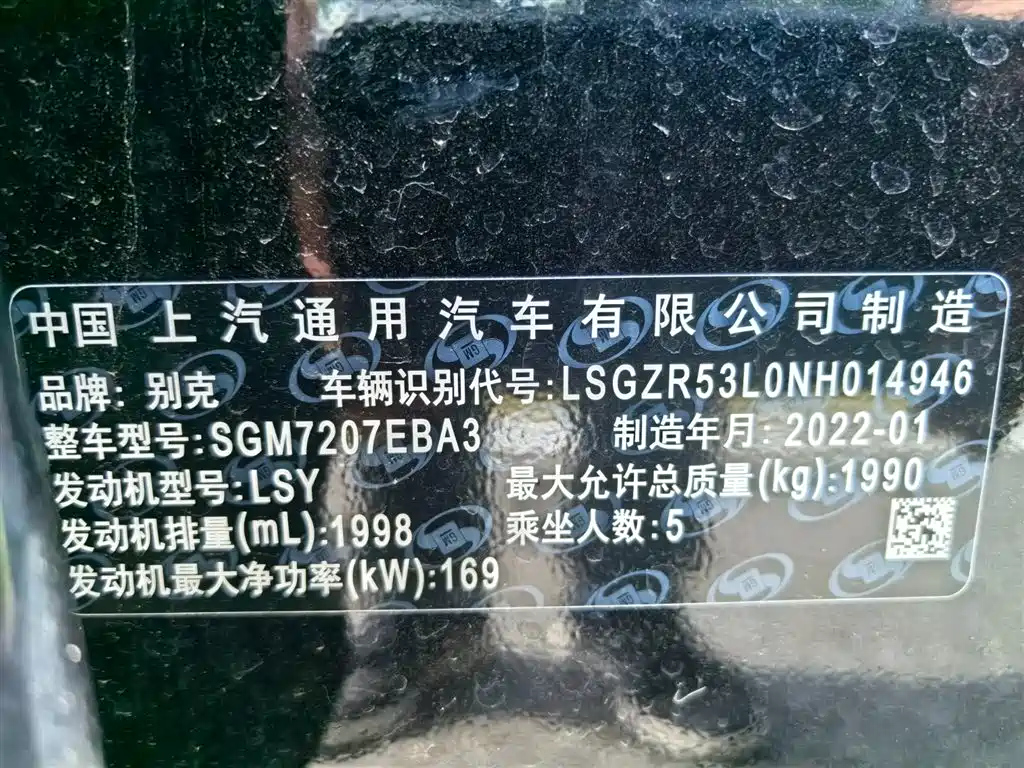 中国上汽通用汽车有限公司制造
品牌: 别克 车辆识别代号:LSGZR53L0NH014946
整车型号:SGM7207EBA3 制造年月: 2022-01
发动机型号:LSY 最大允许总质量(kg):1990
发动机排量(mL):1998 乘坐人数:5
发动机最大净功率(kW):169